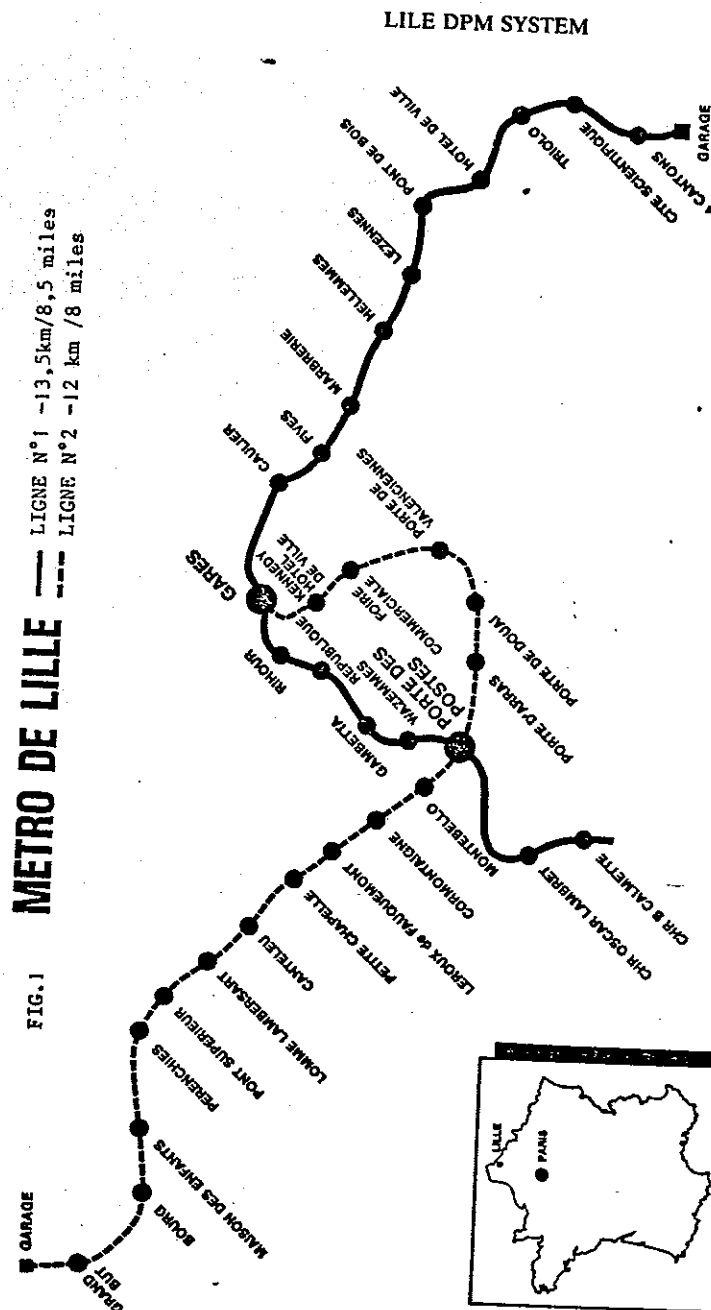 LILE DPM SYSTEM
FIG.1
METRO DE LILLE
LIGNE N°1 -13,5km/8,5 miles
LIGNE N°2 -12 km /8 miles
GARAGE
GRAND
BUT
BOURG
MAISON DES ENFANTS
PERENCHIES
PONT SUPERIEUR
LOMME LAMBERSART
CANTELEU
PETITE CHAPELLE
LEROUX de FAUQUEMONT
CORMONTAIGNE
MONTEBELLO
PORTE DES
POSTES
CHR OSCAR LAMBRET
CHR B CALMETTE
WAZEMMES
GAMBETTA
REPUBLIQUE
RIHOUR
GARES
KENNEDY
HOTEL
DE VILLE
FOIRE
COMMERCIALE
PORTE DE
VALENCIENNES
PORTE DE DOUAI
PORTE D'ARRAS
CAULIER
FIVES
MARBRERIE
HELLEMMES
LEZENNES
PONT DE BOIS
HOTEL DE VILLE
TRIOLO
CITE SCIENTIFIQUE
4 CANTONS
GARAGE
LILLE
PARIS